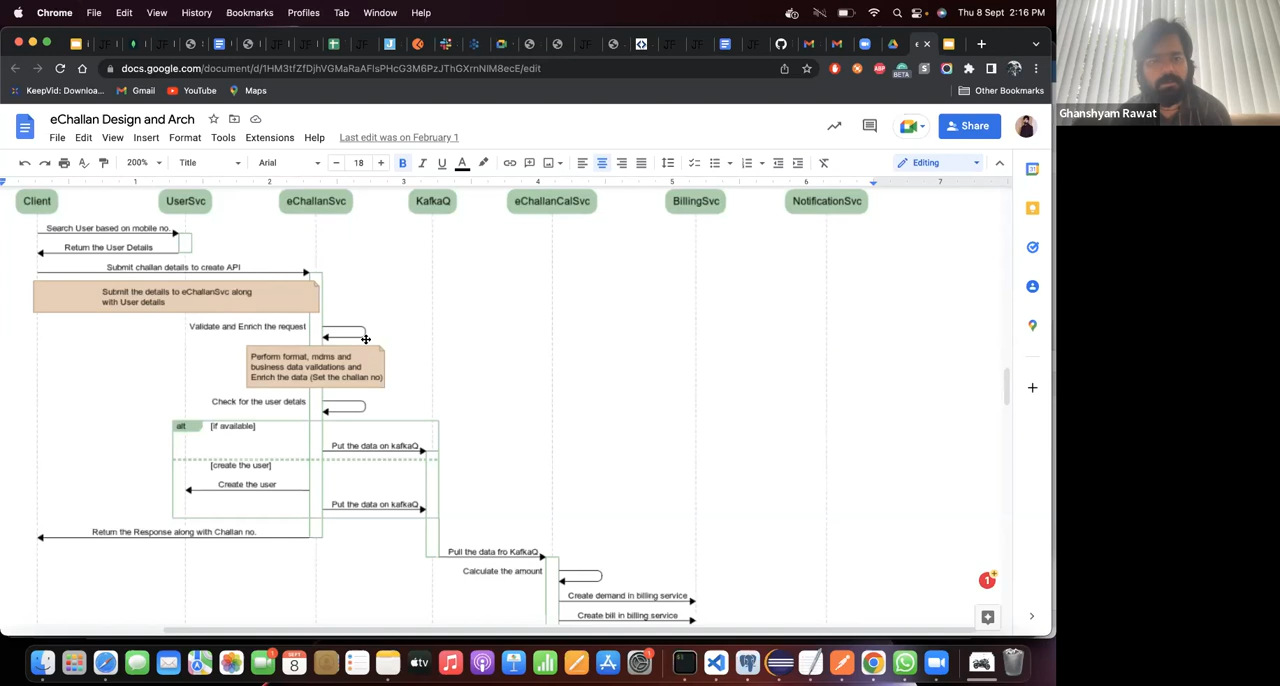 Chrome File Edit View History Bookmarks Profiles Tab Window Help
Thu 8 Sept 2:16 PM
docs.google.com/document/d/1HM3tfZfDjhVGMaRaAFIsPHcG3M6PzJThGXrnNIM8ecE/edit
KeepVid: Downloa... Gmail YouTube Maps Other Bookmarks
Ghanshyam Rawat
eChallan Design and Arch
File Edit View Insert Format Tools Extensions Help Last edit was on February 1
Share
200% Title Arial 18 Editing
1 2 3 4 5 6 7
Client UserSvc eChallanSvc KafkaQ eChallanCalSvc BillingSvc NotificationSvc
Search User based on mobile no.
Return the User Details
Submit challan details to create API
Submit the details to eChallanSvc along
with User details
Validate and Enrich the request
Perform format, mdms and
business data validations and
Enrich the data (Set the challan no)
Check for the user detals
alt [if available]
Put the data on kafkaQ
[create the user]
Create the user
Put the data on kafkaQ
Return the Response along with Challan no.
Pull the data fro KafkaQ
Calculate the amount
Create demand in billing service
Create bill in billing service